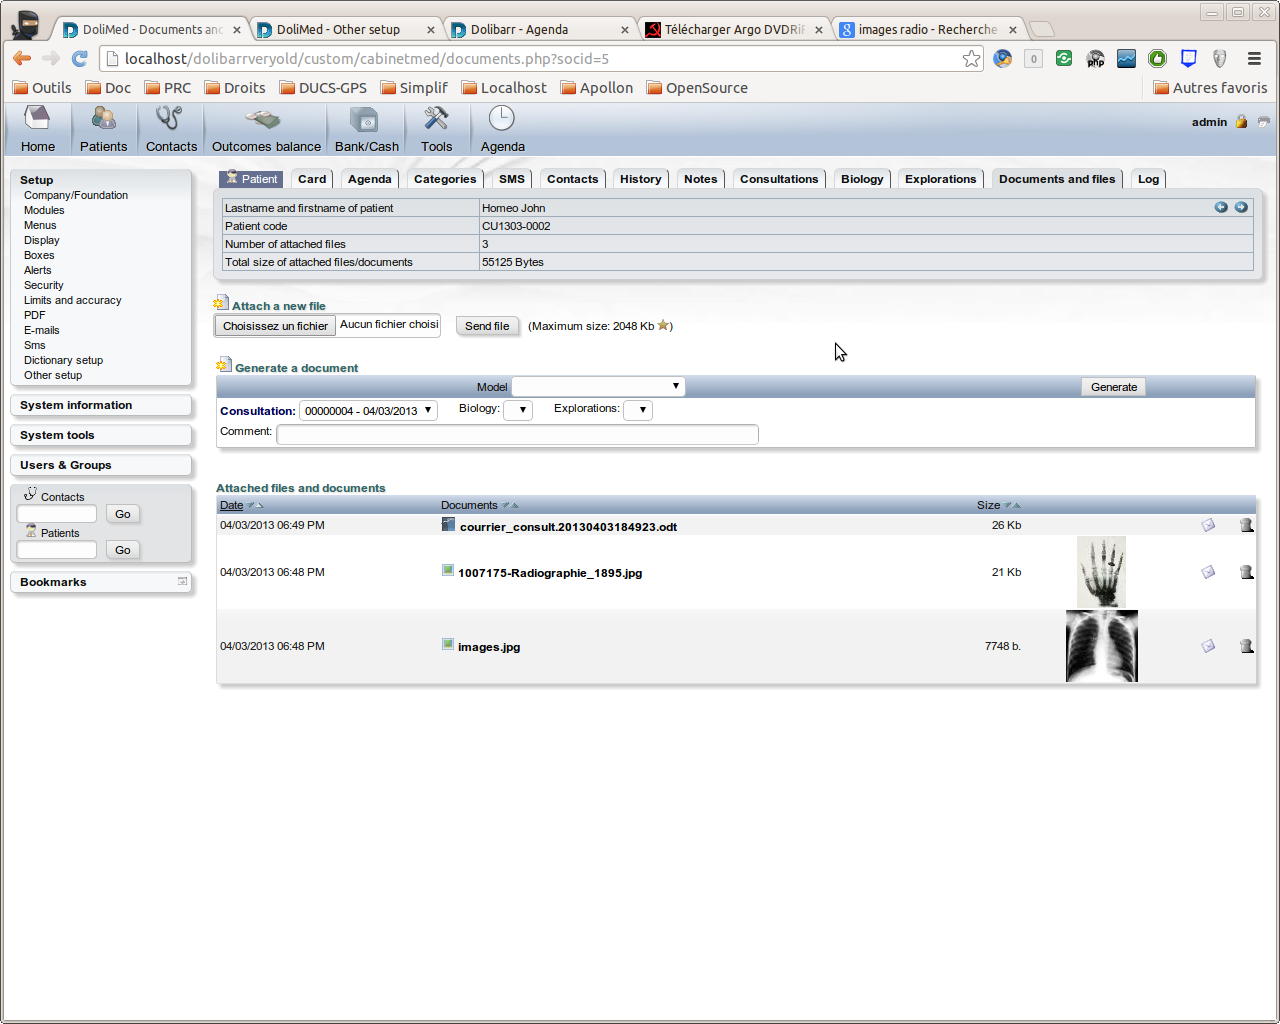 DoliMed - Documents and
DoliMed - Other setup
Dolibarr - Agenda
Télécharger Argo DVDRiF
images radio - Recherche
localhost/dolibarrveryold/custom/cabinetmed/documents.php?socid=5
Outils Doc PRC Droits DUCS-GPS Simplif Localhost Apollon OpenSource Autres favoris
Home Patients Contacts Outcomes balance Bank/Cash Tools Agenda
admin
Setup
Company/Foundation
Modules
Menus
Display
Boxes
Alerts
Security
Limits and accuracy
PDF
E-mails
Sms
Dictionary setup
Other setup
System information
System tools
Users & Groups
Contacts
Go
Patients
Go
Bookmarks
Patient Card Agenda Categories SMS Contacts History Notes Consultations Biology Explorations Documents and files Log
Lastname and firstname of patient Homeo John
Patient code CU1303-0002
Number of attached files 3
Total size of attached files/documents 55125 Bytes
Attach a new file
Choisissez un fichier Aucun fichier choisi Send file (Maximum size: 2048 Kb )
Generate a document
Model Generate
Consultation: 00000004 - 04/03/2013 Biology: Explorations:
Comment:
Attached files and documents
Date Documents Size
04/03/2013 06:49 PM courrier_consult.20130403184923.odt 26 Kb
04/03/2013 06:48 PM 1007175-Radiographie_1895.jpg 21 Kb
04/03/2013 06:48 PM images.jpg 7748 b.